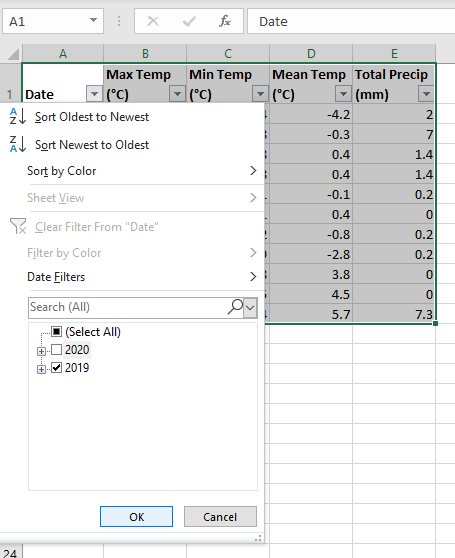 A1 fx Date
A B C D E
Max Temp Min Temp Mean Temp Total Precip
1 Date (°C) (°C) (°C) (mm)
-4.2 2
Sort Oldest to Newest -0.3 7
0.4 1.4
Sort Newest to Oldest 0.4 1.4
Sort by Color -0.1 0.2
Sheet View 0.4 0
Clear Filter From "Date" -0.8 0.2
Filter by Color -2.8 0.2
Date Filters 3.8 0
Search (All) 4.5 0
5.7 7.3
(Select All)
2020
2019
OK Cancel
24